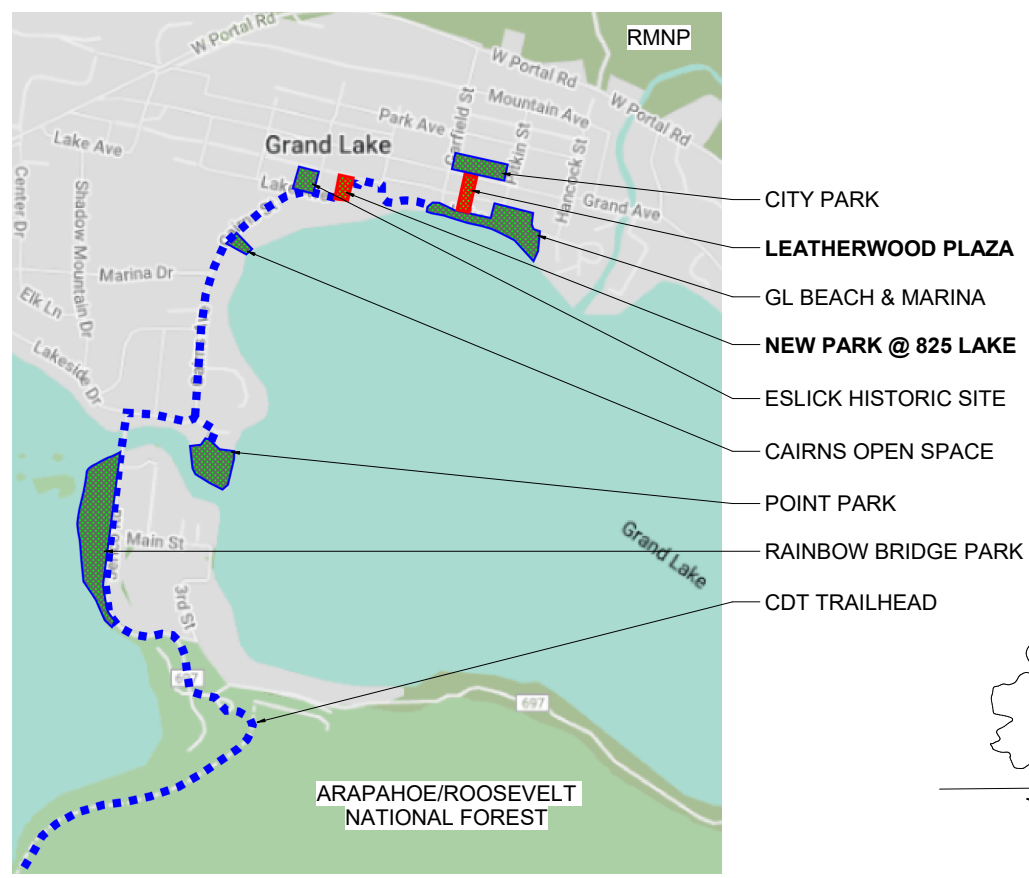 RMNP
W Portal Rd
W Portal Rd
Mountain Ave
W Portal Rd
Park Ave
Garfield St
Pitkin St
Hancock St
Lake Ave
Grand Lake
Grand Ave
Center Dr
Shadow Mountain Dr
Marina Dr
Elk Ln
Lakeside Dr
Main St
3rd St
Grand Lake
697
697
ARAPAHOE/ROOSEVELT
NATIONAL FOREST
CITY PARK
LEATHERWOOD PLAZA
GL BEACH & MARINA
NEW PARK @ 825 LAKE
ESLICK HISTORIC SITE
CAIRNS OPEN SPACE
POINT PARK
RAINBOW BRIDGE PARK
CDT TRAILHEAD